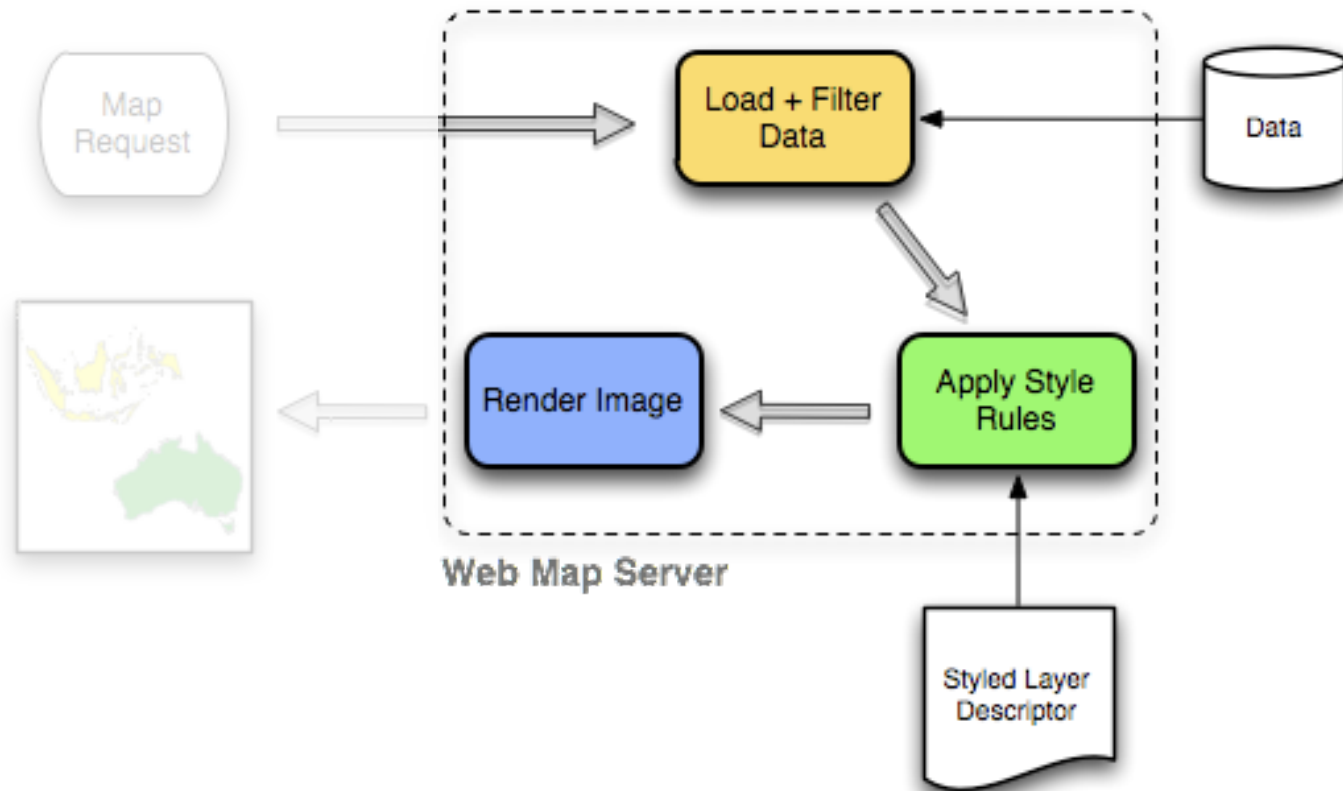 Map
Request
Load + Filter
Data
Data
Render Image
Apply Style
Rules
Web Map Server
Styled Layer
Descriptor